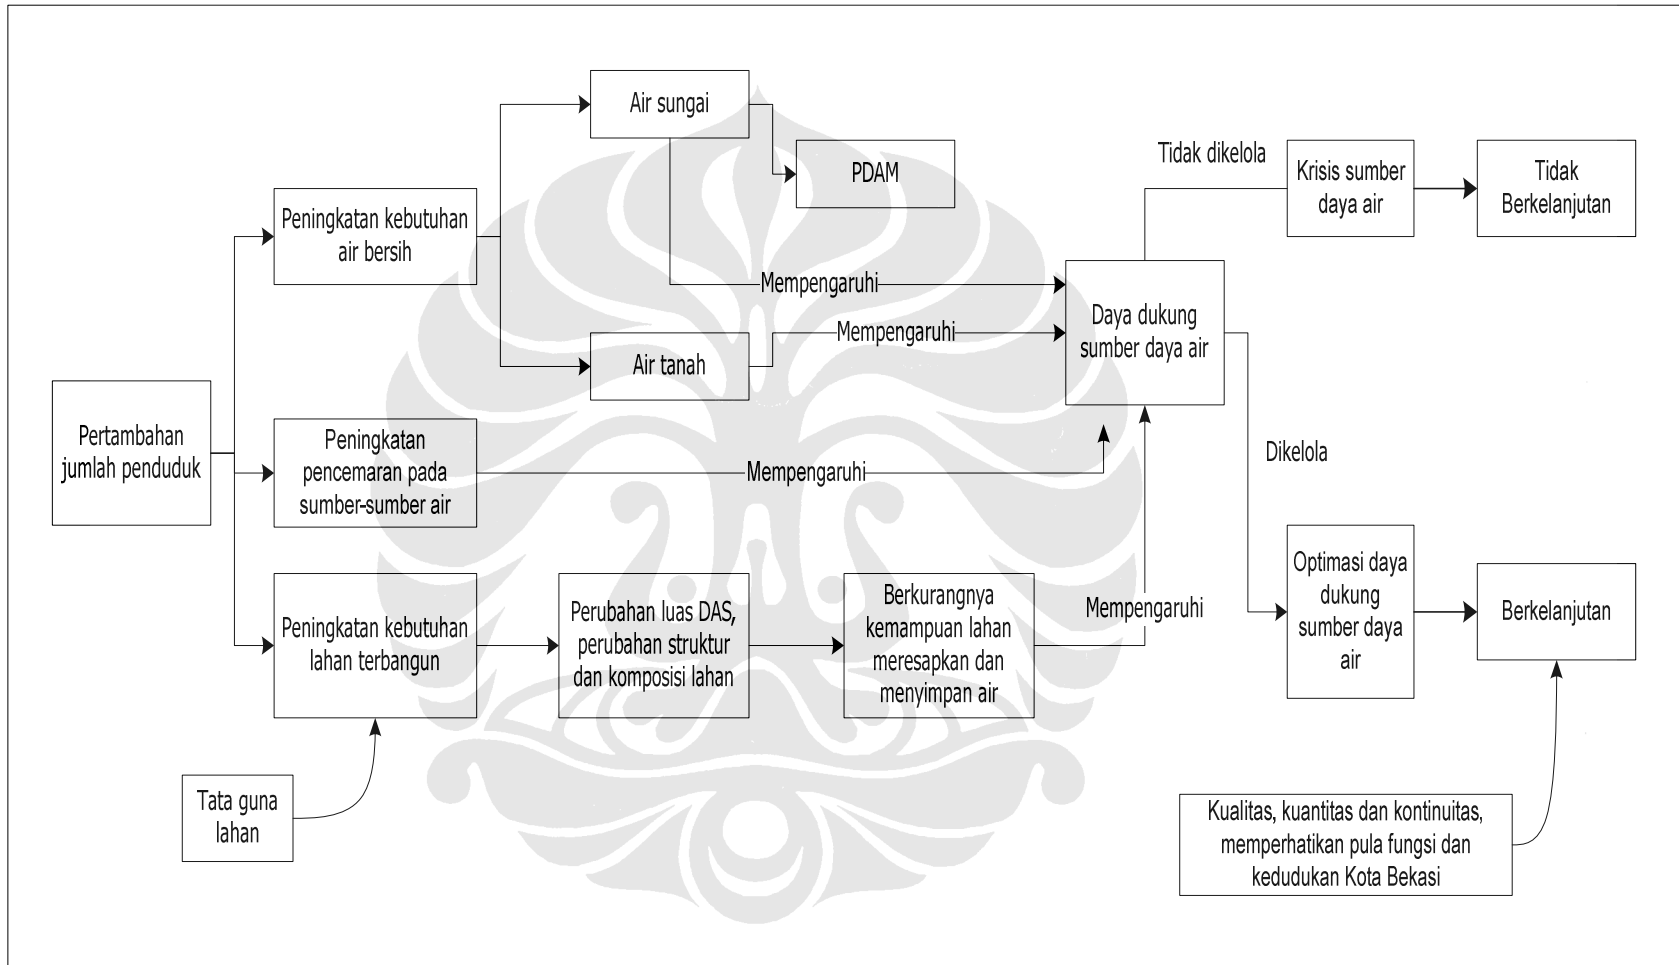 Air sungai
PDAM
Tidak dikelola
Krisis sumber
daya air
Tidak
Berkelanjutan
Peningkatan kebutuhan
air bersih
Mempengaruhi
Mempengaruhi
Air tanah
Daya dukung
sumber daya air
Pertambahan
jumlah penduduk
Peningkatan
pencemaran pada
sumber-sumber air
Mempengaruhi
Dikelola
Peningkatan kebutuhan
lahan terbangun
Perubahan luas DAS,
perubahan struktur
dan komposisi lahan
Berkurangnya
kemampuan lahan
meresapkan dan
menyimpan air
Mempengaruhi
Optimasi daya
dukung
sumber daya
air
Berkelanjutan
Tata guna
lahan
Kualitas, kuantitas dan kontinuitas,
memperhatikan pula fungsi dan
kedudukan Kota Bekasi